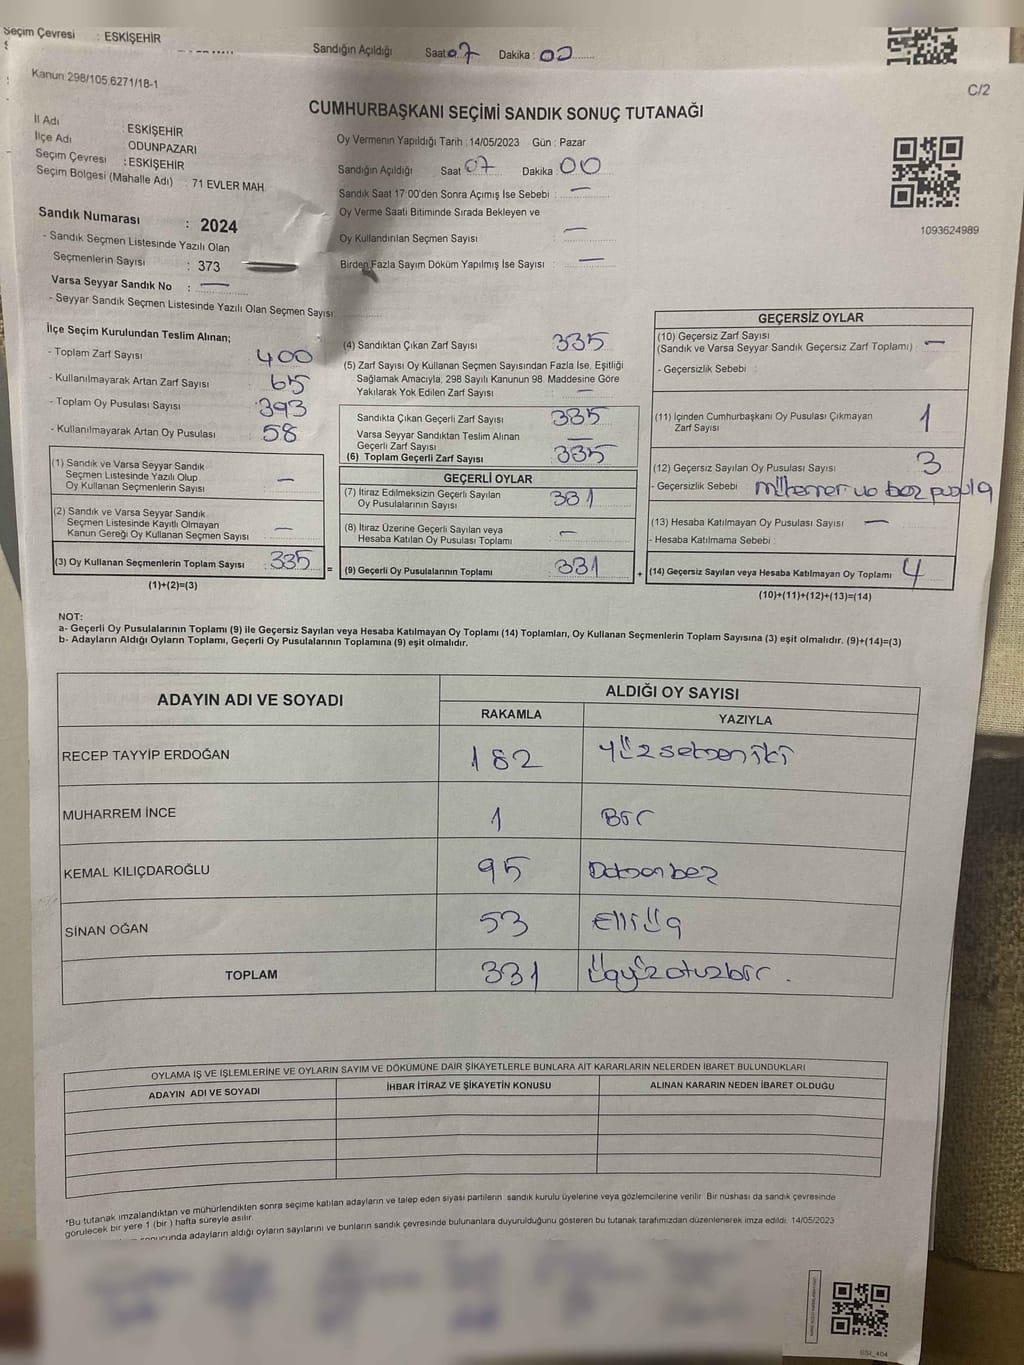 Seçim Çevresi : ESKİŞEHİR
Sandığın Açıldığı Saat 07 Dakika : 00
Kanun 298/105,6271/18-1
C/2
CUMHURBAŞKANI SEÇİMİ SANDIK SONUÇ TUTANAĞI
İl Adı : ESKİŞEHİR
İlçe Adı ODUNPAZARI
Seçim Çevresi : ESKİŞEHİR
Seçim Bölgesi (Mahalle Adı) : 71 EVLER MAH.
Oy Vermenin Yapıldığı Tarih : 14/05/2023 Gün : Pazar
Sandığın Açıldığı Saat 07 Dakika : 00
Sandık Saat 17:00'den Sonra Açımış İse Sebebi : —
Oy Verme Saati Bitiminde Sırada Bekleyen ve
Oy Kullandırılan Seçmen Sayısı : —
Birden Fazla Sayım Döküm Yapılmış İse Sayısı : —
1093624989
Sandık Numarası : 2024
- Sandık Seçmen Listesinde Yazılı Olan
Seçmenlerin Sayısı : 373
Varsa Seyyar Sandık No : —
- Seyyar Sandık Seçmen Listesinde Yazılı Olan Seçmen Sayısı:
İlçe Seçim Kurulundan Teslim Alınan;
- Toplam Zarf Sayısı 400
- Kullanılmayarak Artan Zarf Sayısı 65
- Toplam Oy Pusulası Sayısı 393
- Kullanılmayarak Artan Oy Pusulası 58
(1) Sandık ve Varsa Seyyar Sandık
Seçmen Listesinde Yazılı Olup
Oy Kullanan Seçmenlerin Sayısı —
(2) Sandık ve Varsa Seyyar Sandık
Seçmen Listesinde Kayıtlı Olmayan
Kanun Gereği Oy Kullanan Seçmen Sayısı —
(3) Oy Kullanan Seçmenlerin Toplam Sayısı 335
(1)+(2)=(3)
=
(4) Sandıktan Çıkan Zarf Sayısı 335
(5) Zarf Sayısı Oy Kullanan Seçmen Sayısından Fazla İse, Eşitliği
Sağlamak Amacıyla, 298 Sayılı Kanunun 98. Maddesine Göre
Yakılarak Yok Edilen Zarf Sayısı : —
Sandıkta Çıkan Geçerli Zarf Sayısı 335
Varsa Seyyar Sandıktan Teslim Alınan
Geçerli Zarf Sayısı —
(6) Toplam Geçerli Zarf Sayısı : 335
GEÇERLİ OYLAR
(7) İtiraz Edilmeksizin Geçerli Sayılan
Oy Pusulasının Sayısı 331
(8) İtiraz Üzerine Geçerli Sayılan veya
Hesaba Katılan Oy Pusulası Toplamı —
(9) Geçerli Oy Pusulalarının Toplamı 331
+
GEÇERSİZ OYLAR
(10) Geçersiz Zarf Sayısı
(Sandık ve Varsa Seyyar Sandık Geçersiz Zarf Toplamı) : —
- Geçersizlik Sebebi :
(11) İçinden Cumhurbaşkanı Oy Pusulası Çıkmayan
Zarf Sayısı 1
(12) Geçersiz Sayılan Oy Pusulası Sayısı 3
- Geçersizlik Sebebi
(13) Hesaba Katılmayan Oy Pusulası Sayısı —
- Hesaba Katılmama Sebebi :
(14) Geçersiz Sayılan veya Hesaba Katılmayan Oy Toplamı 4
(10)+(11)+(12)+(13)=(14)
NOT:
a- Geçerli Oy Pusulalarının Toplamı (9) ile Geçersiz Sayılan veya Hesaba Katılmayan Oy Toplamı (14) Toplamları, Oy Kullanan Seçmenlerin Toplam Sayısına (3) eşit olmalıdır. (9)+(14)=(3)
b- Adayların Aldığı Oyların Toplamı, Geçerli Oy Pusulalarının Toplamına (9) eşit olmalıdır.
ADAYIN ADI VE SOYADI ALDIĞI OY SAYISI
RAKAMLA YAZIYLA
RECEP TAYYİP ERDOĞAN 182 Yüzseksen iki
MUHARREM İNCE 1 Bir
KEMAL KILIÇDAROĞLU 95 Doksan beş
SİNAN OĞAN 53 Elli üç
TOPLAM 331 Üçyüzotuzbir.
OYLAMA İŞ VE İŞLEMLERİNE VE OYLARIN SAYIM VE DÖKÜMÜNE DAİR ŞİKAYETLERLE BUNLARA AİT KARARLARIN NELERDEN İBARET BULUNDUKLARI
ADAYIN ADI VE SOYADI İHBAR İTİRAZ VE ŞİKAYETİN KONUSU ALINAN KARARIN NEDEN İBARET OLDUĞU
*Bu tutanak imzalandıktan ve mühürlendikten sonra seçime katılan adayların ve talep eden siyasi partilerin sandık kurulu üyelerine veya gözlemcilerine verilir. Bir nüshası da sandık çevresinde
görülecek bir yere 1 (bir) hafta süreyle asılır.
sonucunda adayların aldığı oyların sayılarını ve bunların sandık çevresinde bulunanlara duyurulduğunu gösteren bu tutanak tarafımızdan düzenlenerek imza edildi. 14/05/2023